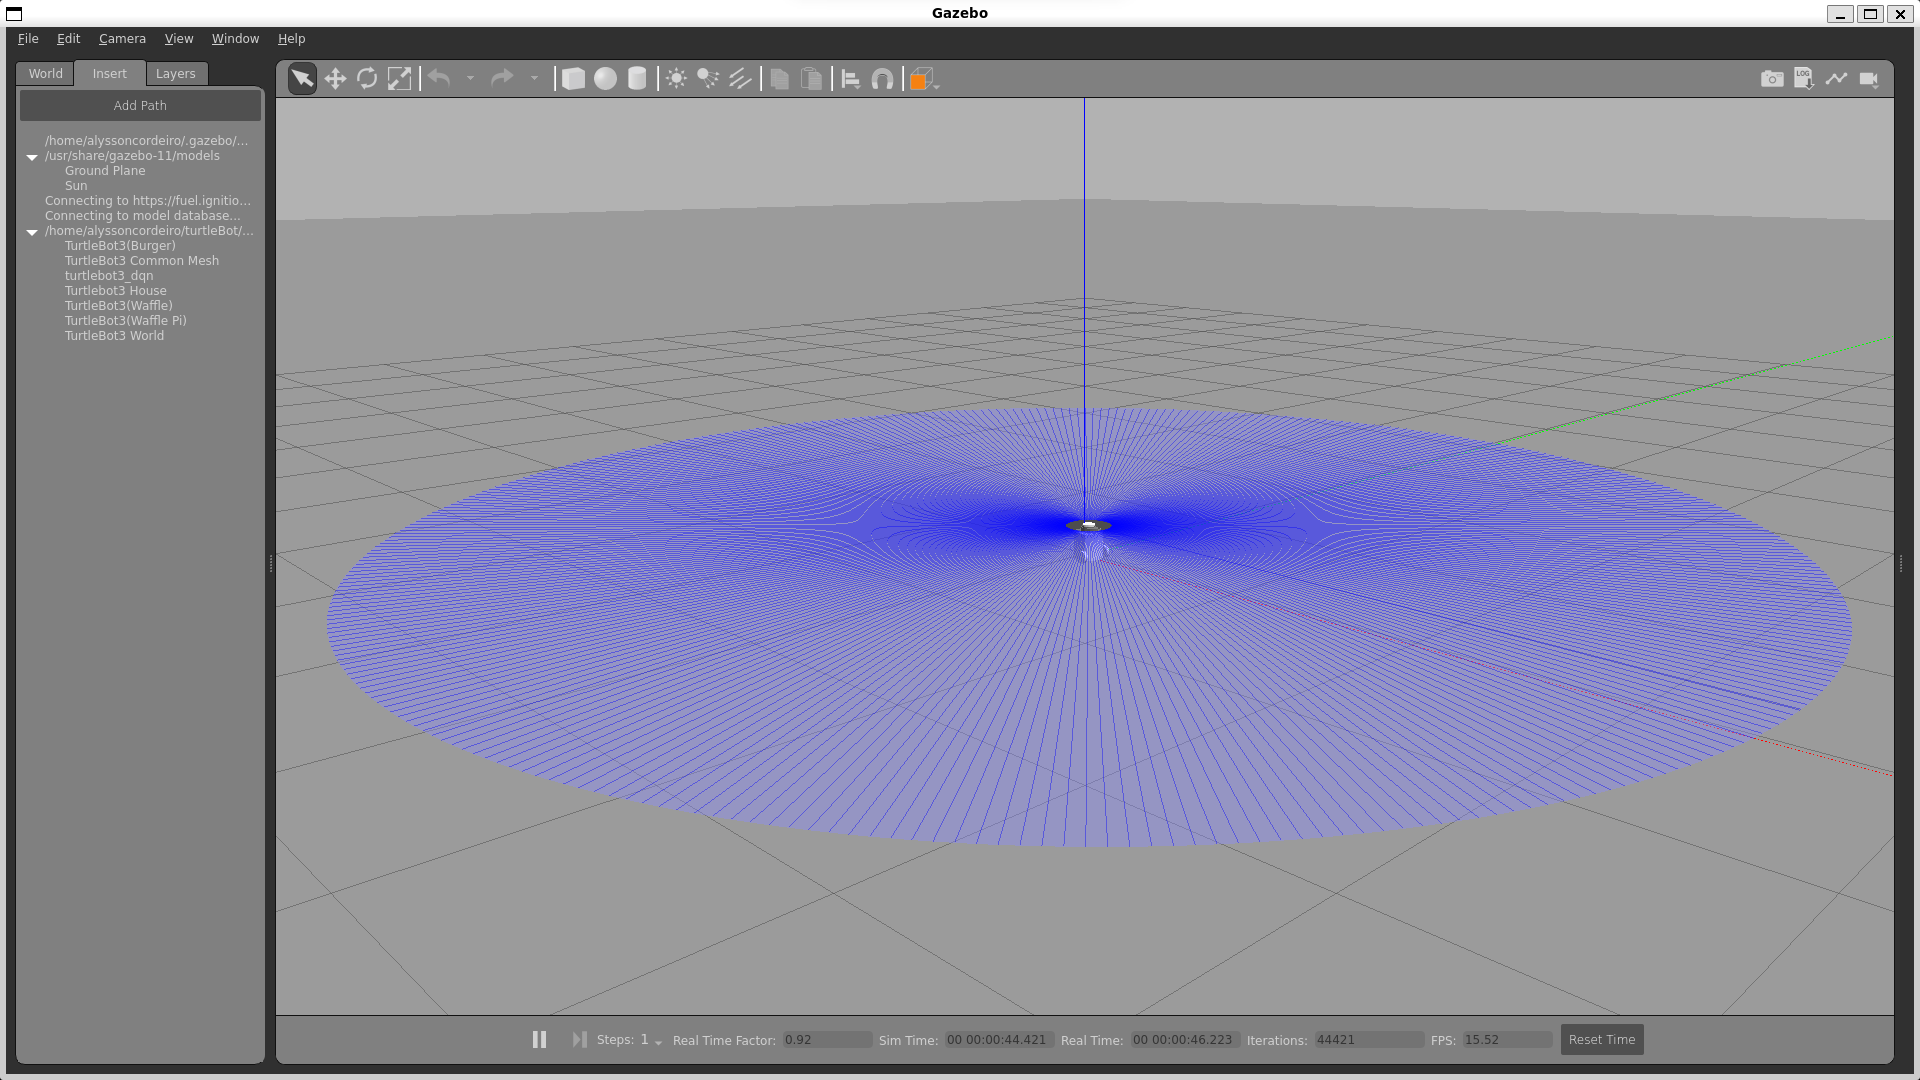 Gazebo
File Edit Camera View Window Help
World Insert Layers
LOG
Add Path
/home/alyssoncordeiro/.gazebo/...
/usr/share/gazebo-11/models
Ground Plane
Sun
Connecting to https://fuel.ignitio...
Connecting to model database...
/home/alyssoncordeiro/turtleBot/...
TurtleBot3(Burger)
TurtleBot3 Common Mesh
turtlebot3_dqn
Turtlebot3 House
TurtleBot3(Waffle)
TurtleBot3(Waffle Pi)
TurtleBot3 World
Steps: 1 Real Time Factor: 0.92 Sim Time: 00 00:00:44.421 Real Time: 00 00:00:46.223 Iterations: 44421 FPS: 15.52 Reset Time